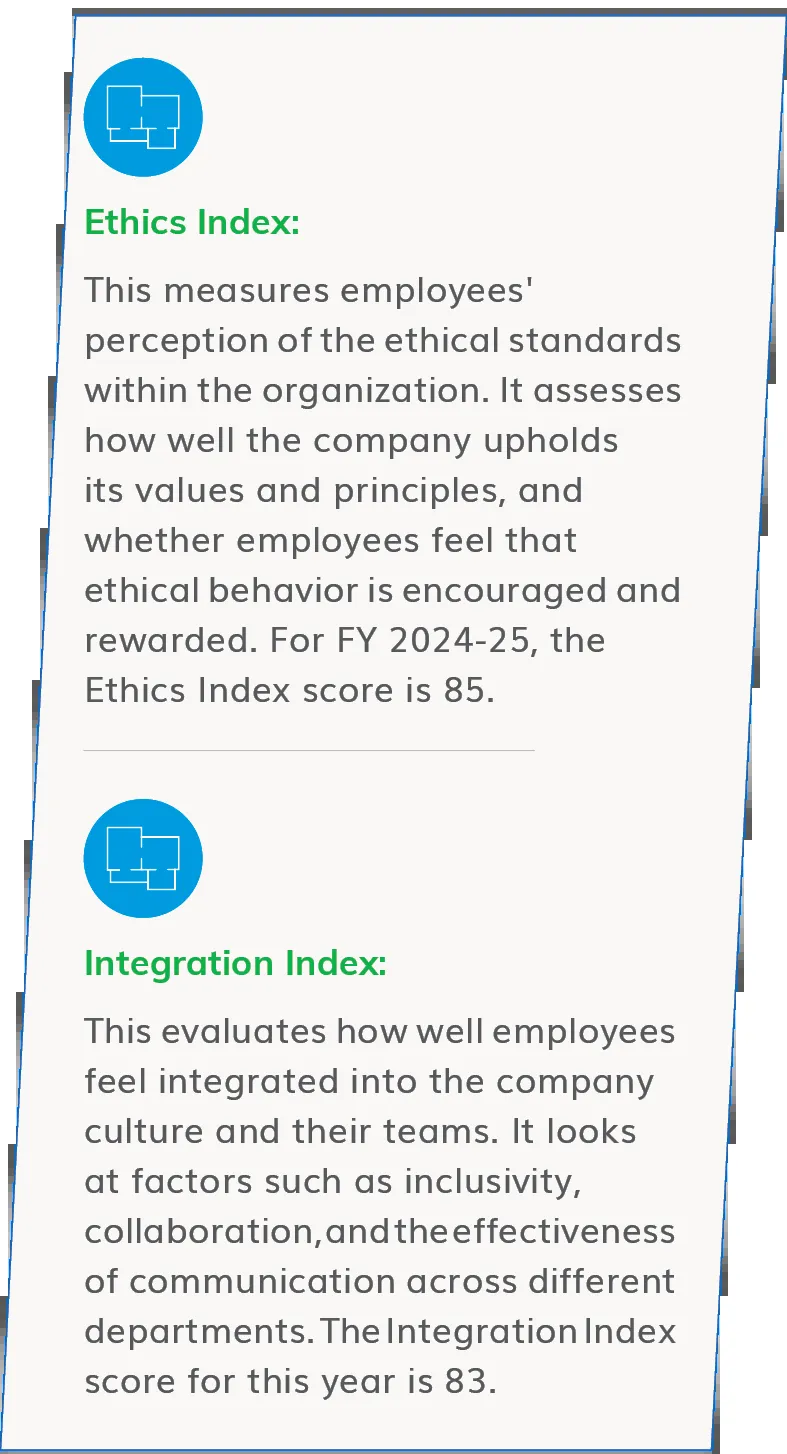 Ethics Index:
This measures employees'
perception of the ethical standards
within the organization. It assesses
how well the company upholds
its values and principles, and
whether employees feel that
ethical behavior is encouraged and
rewarded. For FY 2024-25, the
Ethics Index score is 85.
Integration Index:
This evaluates how well employees
feel integrated into the company
culture and their teams. It looks
at factors such as inclusivity,
collaboration, and the effectiveness
of communication across different
departments. The Integration Index
score for this year is 83.